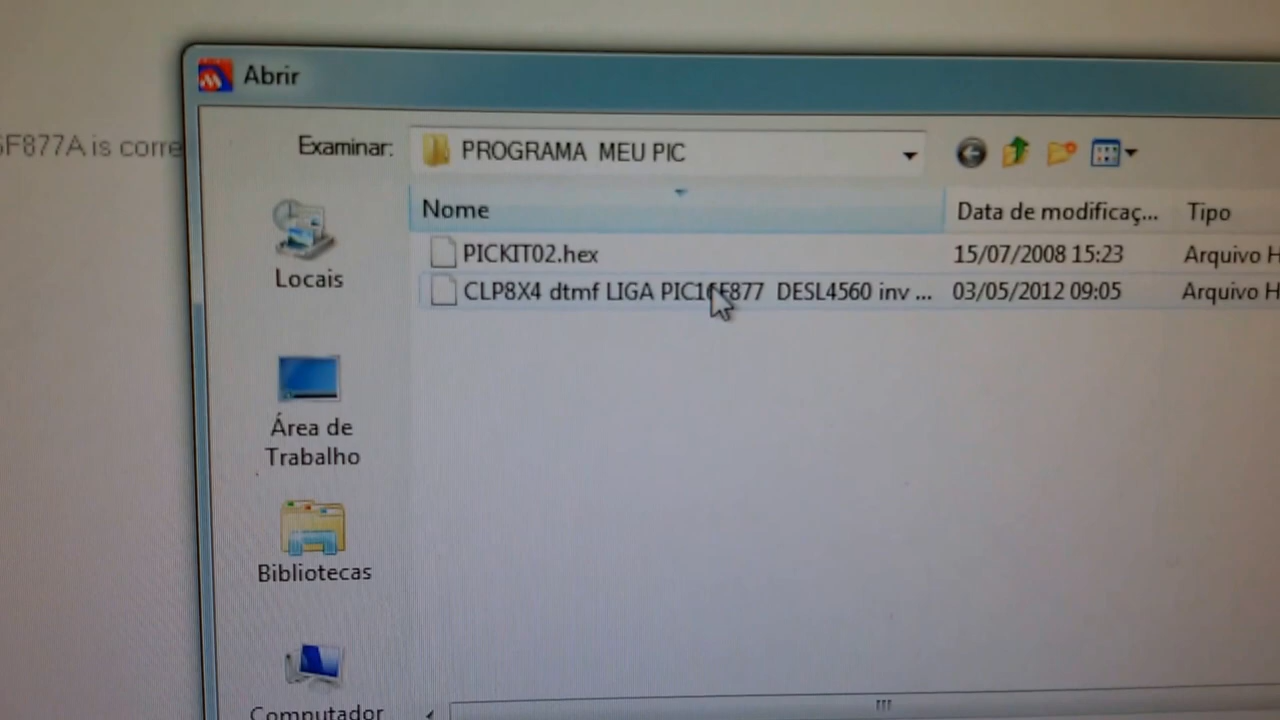 Abrir
F877A is corre
Examinar: PROGRAMA MEU PIC
Nome Data de modificaç... Tipo
PICKIT02.hex 15/07/2008 15:23 Arquivo H
CLP8X4 dtmf LIGA PIC16F877 DESL4560 inv ... 03/05/2012 09:05 Arquivo H
Locais
Área de
Trabalho
Bibliotecas
Computador